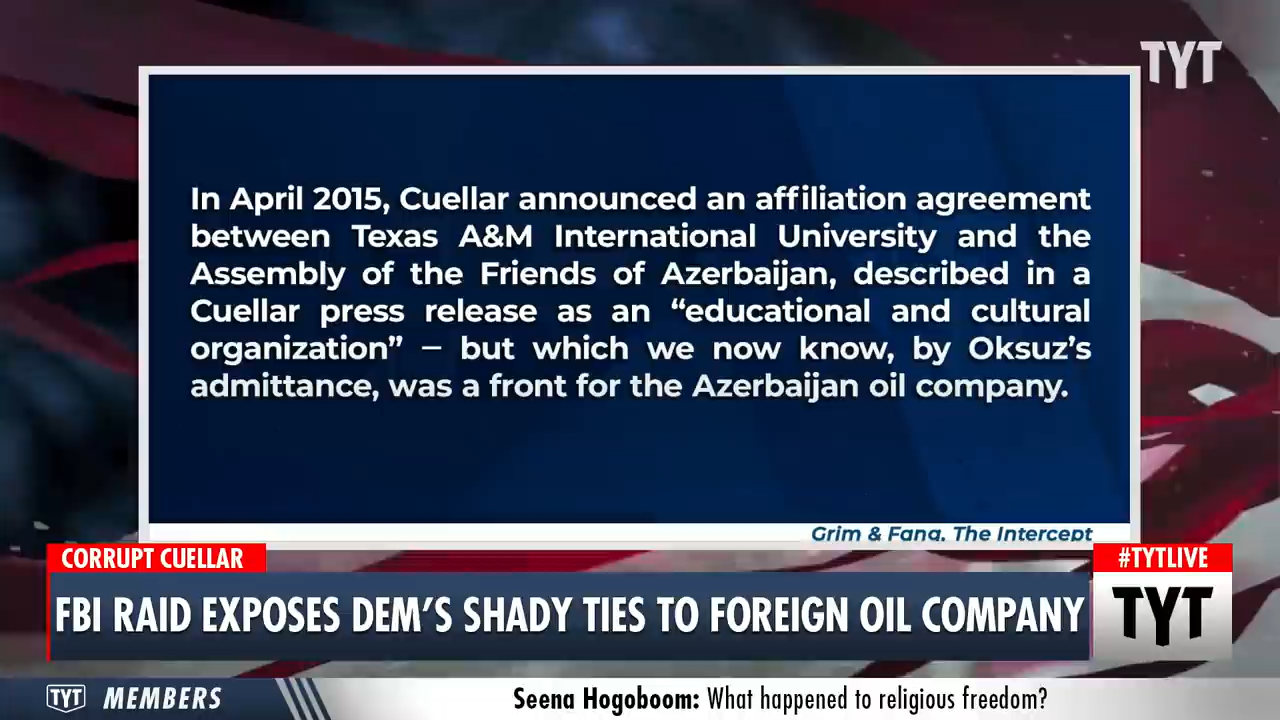 TYT
In April 2015, Cuellar announced an affiliation agreement
between Texas A&M International University and the
Assembly of the Friends of Azerbaijan, described in a
Cuellar press release as an “educational and cultural
organization” – but which we now know, by Oksuz’s
admittance, was a front for the Azerbaijan oil company.
Grim & Fang, The Intercept
CORRUPT CUELLAR
#TYTLIVE
FBI RAID EXPOSES DEM’S SHADY TIES TO FOREIGN OIL COMPANY
TYT
TYT MEMBERS
Seena Hogoboom: What happened to religious freedom?